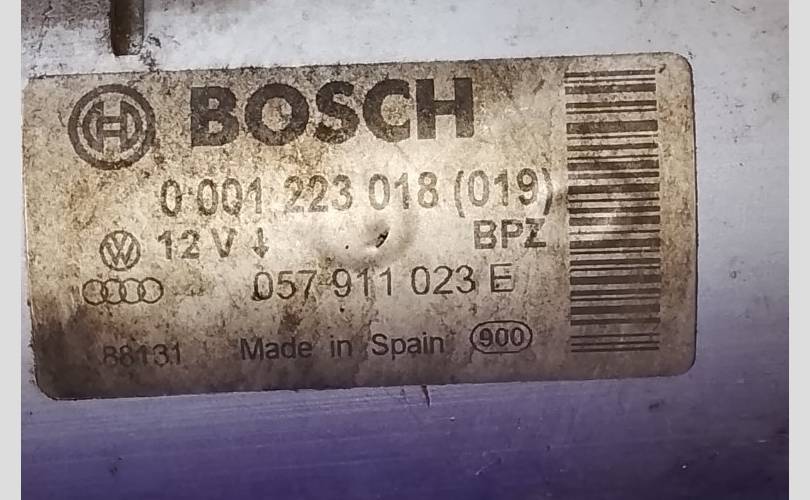 BOSCH
0 001 223 018 (019)
12 V BPZ
057 911 023 E
88131 Made in Spain 900